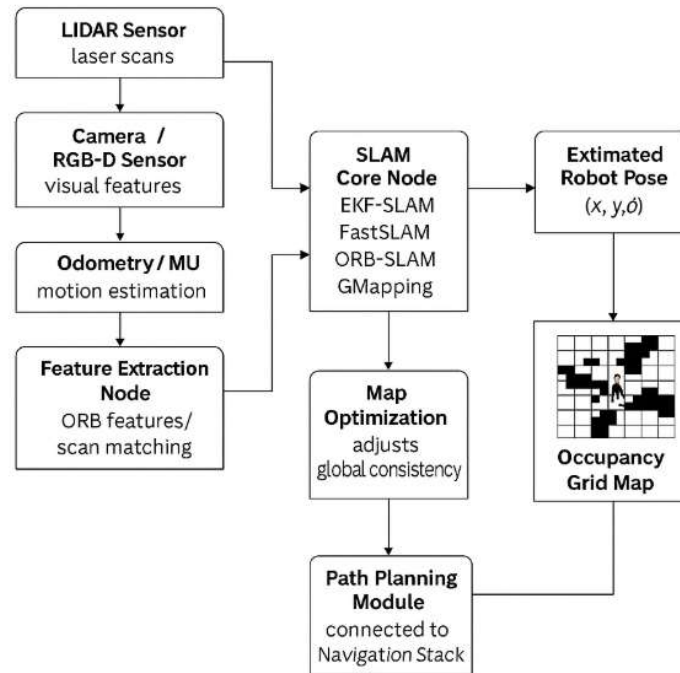 LIDAR Sensor
laser scans
Camera /
RGB-D Sensor
visual features
Odometry / MU
motion estimation
Feature Extraction
Node
ORB features/
scan matching
SLAM
Core Node
EKF-SLAM
FastSLAM
ORB-SLAM
GMapping
Map
Optimization
adjusts
global consistency
Path Planning
Module
connected to
Navigation Stack
Extimated
Robot Pose
(x, y,ó)
Occupancy
Grid Map